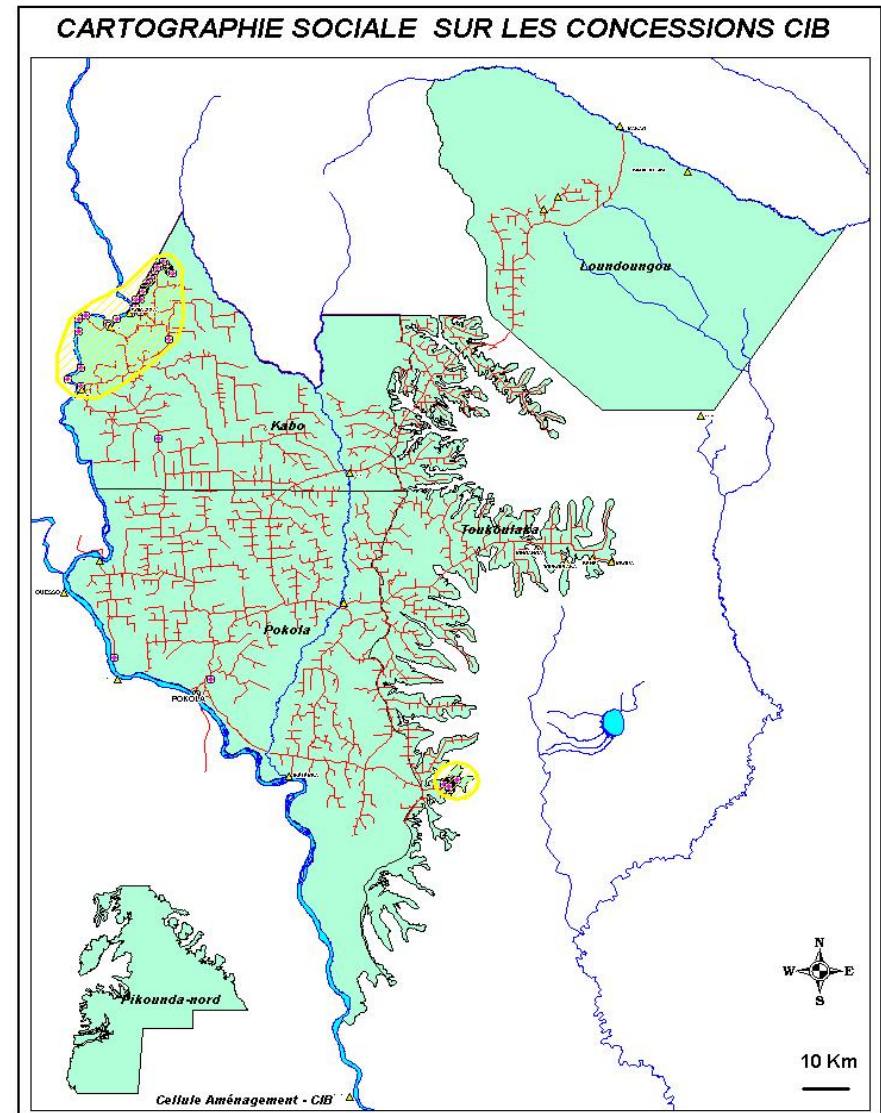 CARTOGRAPHIE SOCIALE SUR LES CONCESSIONS CIB
Loundoungou
Kabo
Toukoulaka
OUESSO
Pokola
POKOLA
Pikounda-nord
N
W E
S
10 Km
Cellule Aménagement - CIB